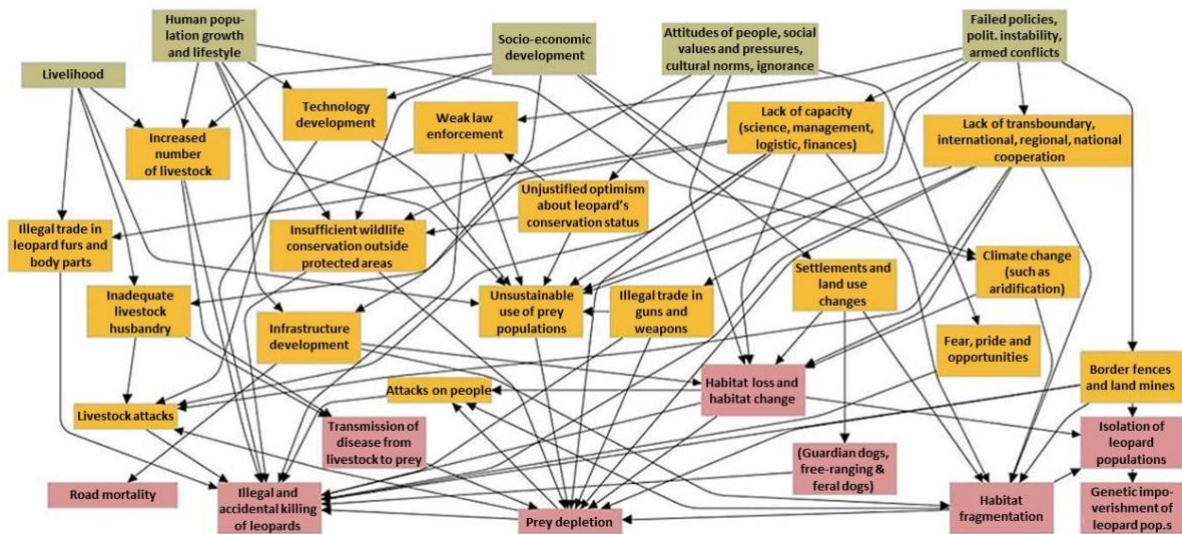 Human popu-
lation growth
and lifestyle
Socio-economic
development
Attitudes of people, social
values and pressures,
cultural norms, ignorance
Failed policies,
polit. instability,
armed conflicts
Livelihood
Technology
development
Weak law
enforcement
Lack of capacity
(science, management,
logistic, finances)
Lack of transboundary,
international, regional, national
cooperation
Increased
number
of livestock
Unjustified optimism
about leopard's
conservation status
Illegal trade in
leopard furs and
body parts
Insufficient wildlife
conservation outside
protected areas
Settlements and
land use
changes
Climate change
(such as
aridification)
Inadequate
livestock
husbandry
Unsustainable
use of prey
populations
Illegal trade in
guns and
weapons
Infrastructure
development
Fear, pride and
opportunities
Border fences
and land mines
Attacks on people
Habitat loss and
habitat change
Livestock attacks
Transmission of
disease from
livestock to prey
Isolation of
leopard
populations
(Guardian dogs,
free-ranging &
feral dogs)
Road mortality
Illegal and
accidental killing
of leopards
Prey depletion
Habitat
fragmentation
Genetic impo-
verishment of
leopard pop.s